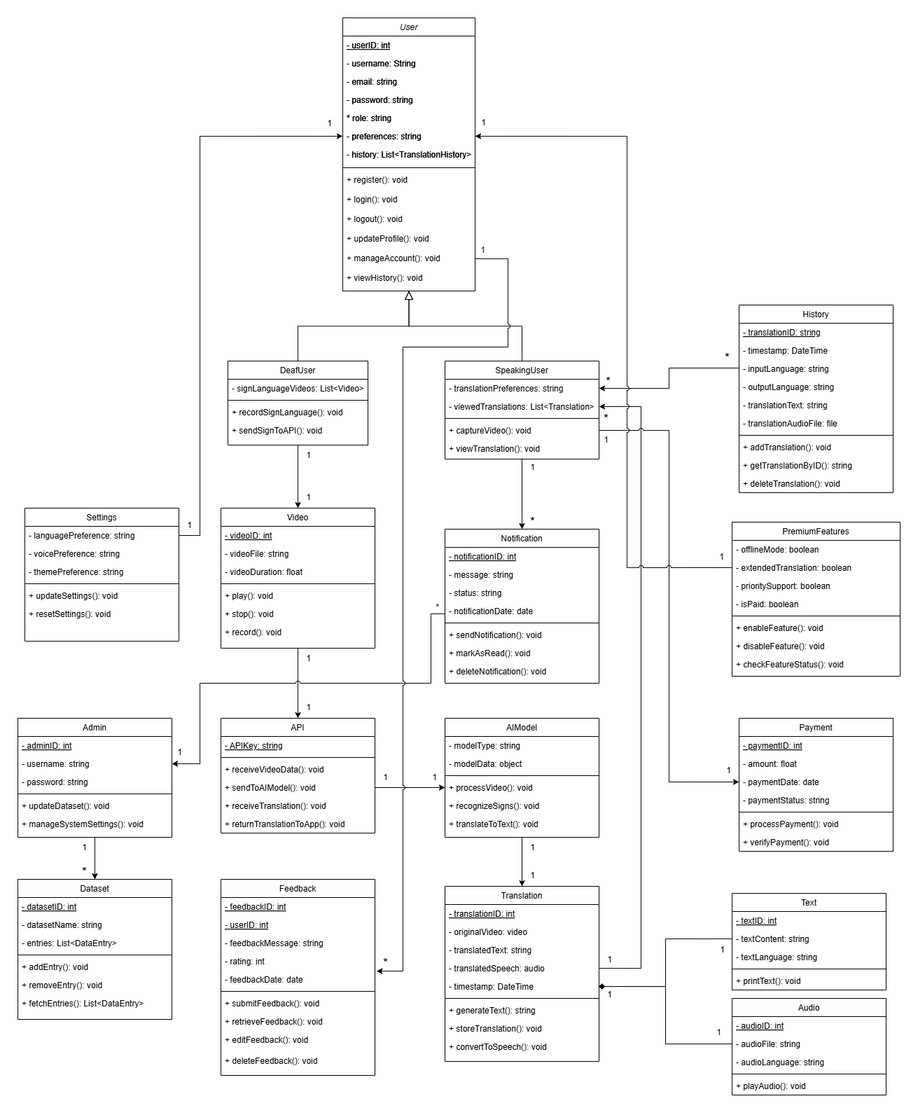 User
- userID: int
- username: String
- email: string
- password: string
* role: string
- preferences: string
- history: List<TranslationHistory>
+ register(): void
+ login(): void
+ logout(): void
+ updateProfile(): void
+ manageAccount(): void
+ viewHistory(): void
1
1
1
DeafUser
- signLanguageVideos: List<Video>
+ recordSignLanguage(): void
+ sendSignToAPI(): void
1
1
SpeakingUser
- translationPreferences: string
- viewedTranslations: List<Translation>
+ captureVideo(): void
+ viewTranslation(): void
*
*
1
1
*
History
- translationID: string
- timestamp: DateTime
- inputLanguage: string
- outputLanguage: string
- translationText: string
- translationAudioFile: file
+ addTranslation(): void
+ getTranslationByID(): string
+ deleteTranslation(): void
*
Settings
- languagePreference: string
- voicePreference: string
- themePreference: string
+ updateSettings(): void
+ resetSettings(): void
1
Video
- videoID: int
- videoFile: string
- videoDuration: float
+ play(): void
+ stop(): void
+ record(): void
1
1
Notification
- notificationID: int
- message: string
- status: string
- notificationDate: date
+ sendNotification(): void
+ markAsRead(): void
+ deleteNotification(): void
*
PremiumFeatures
- offlineMode: boolean
- extendedTranslation: boolean
- prioritySupport: boolean
- isPaid: boolean
+ enableFeature(): void
+ disableFeature(): void
+ checkFeatureStatus(): void
1
Admin
- adminID: int
- username: string
- password: string
+ updateDataset(): void
+ manageSystemSettings(): void
1
1
*
API
- APIKey: string
+ receiveVideoData(): void
+ sendToAIModel(): void
+ receiveTranslation(): void
+ returnTranslationToApp(): void
1
1
AIModel
- modelType: string
- modelData: object
+ processVideo(): void
+ recognizeSigns(): void
+ translateToText(): void
1
1
Payment
- paymentID: int
- amount: float
- paymentDate: date
- paymentStatus: string
+ processPayment(): void
+ verifyPayment(): void
1
Dataset
- datasetID: int
- datasetName: string
- entries: List<DataEntry>
+ addEntry(): void
+ removeEntry(): void
+ fetchEntries(): List<DataEntry>
Feedback
- feedbackID: int
- userID: int
- feedbackMessage: string
- rating: int
- feedbackDate: date
+ submitFeedback(): void
+ retrieveFeedback(): void
+ editFeedback(): void
+ deleteFeedback(): void
*
Translation
- translationID: int
- originalVideo: video
- translatedText: string
- translatedSpeech: audio
- timestamp: DateTime
+ generateText(): string
+ storeTranslation(): void
+ convertToSpeech(): void
1
1
Text
- textID: int
- textContent: string
- textLanguage: string
+ printText(): void
1
Audio
- audioID: int
- audioFile: string
- audioLanguage: string
+ playAudio(): void
1